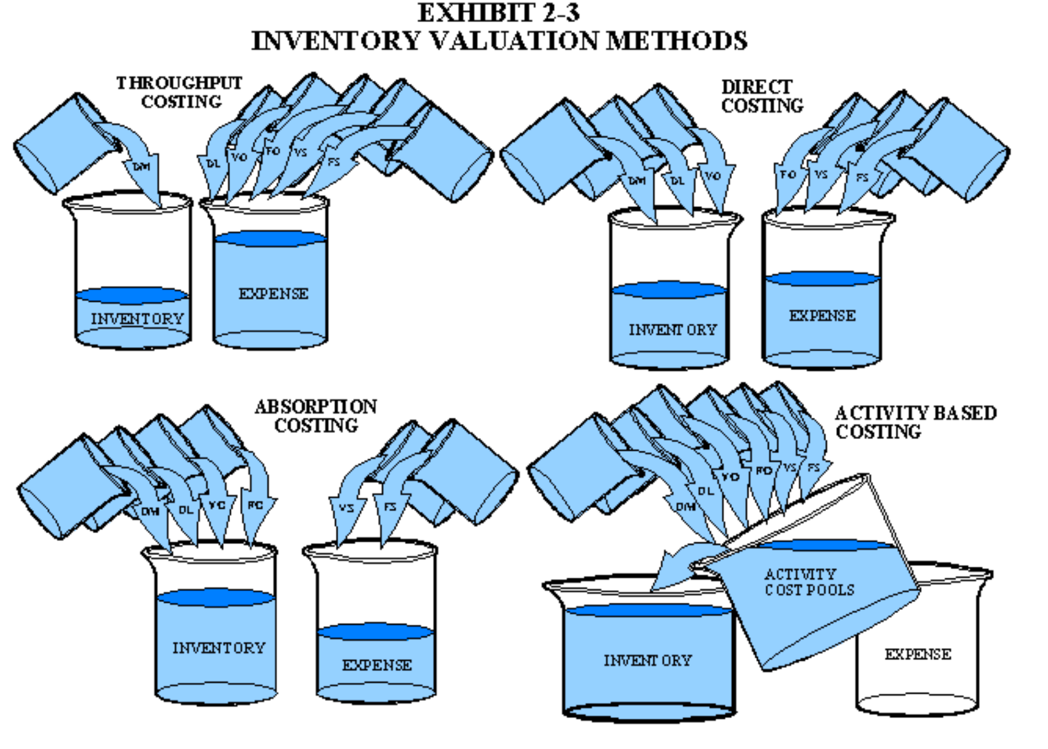 EXHIBIT 2-3
INVENTORY VALUATION METHODS
THROUGHPUT
COSTING
DM
DL
VO
FO
VS
FS
INVENTORY
EXPENSE
DIRECT
COSTING
DM
DL
VO
FO
VS
FS
INVENTORY
EXPENSE
ABSORPTION
COSTING
DM
DL
VO
FO
VS
FS
INVENTORY
EXPENSE
ACTIVITY BASED
COSTING
DM
DL
VO
FO
VS
FS
ACTIVITY
COST POOLS
INVENTORY
EXPENSE